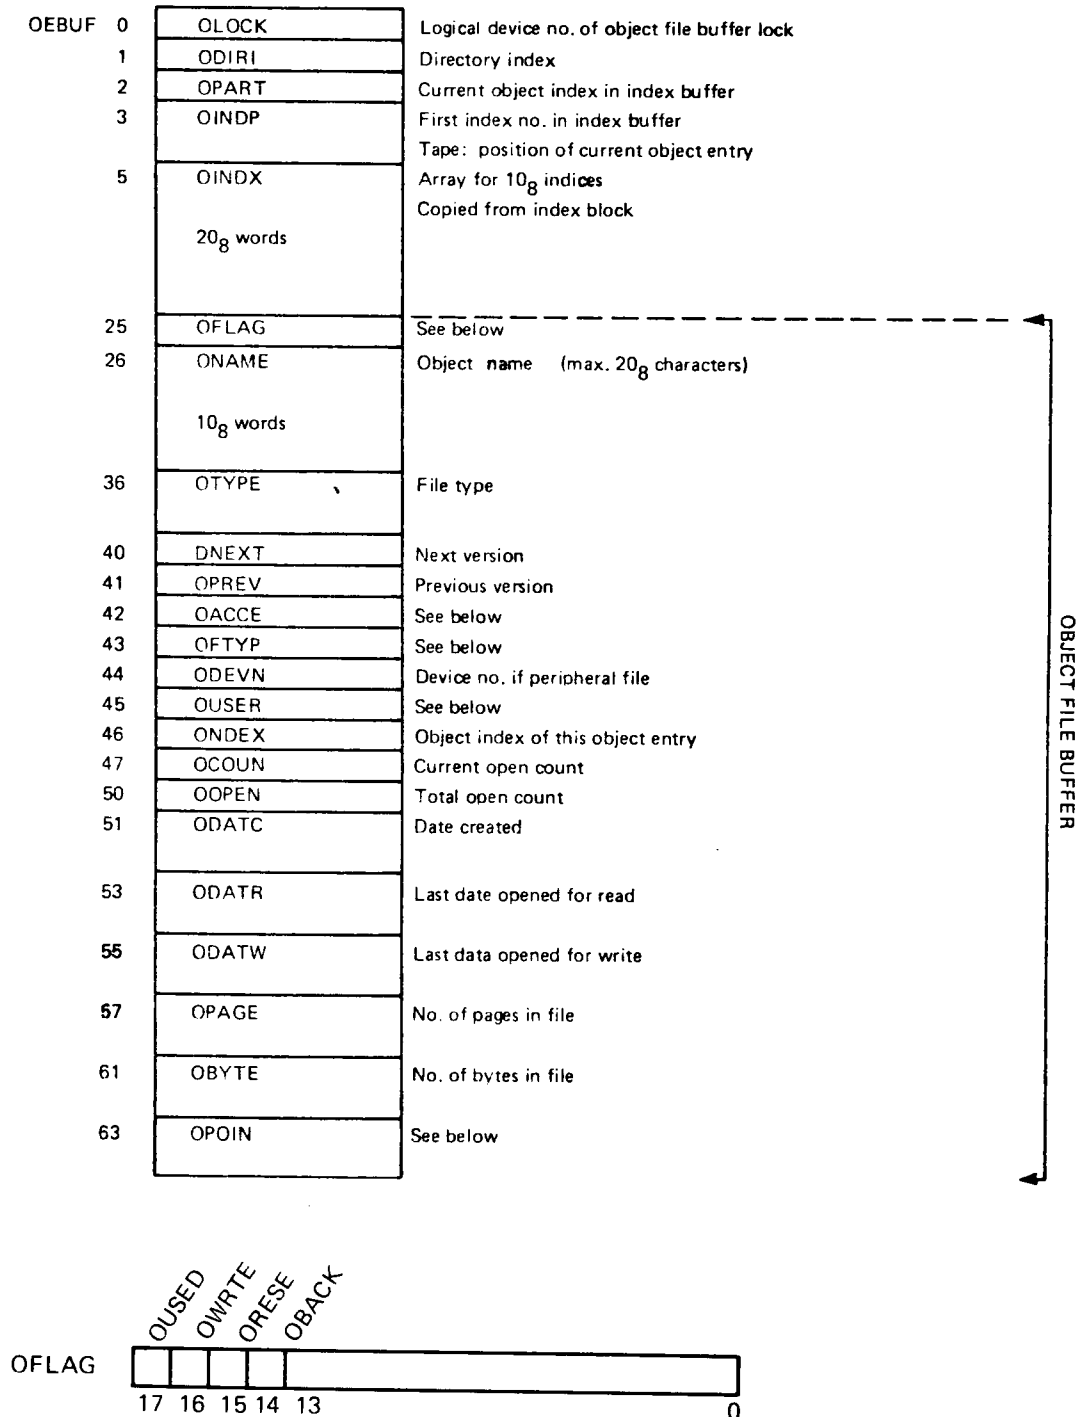 OEBUF 0 OLOCK Logical device no. of object file buffer lock
1 ODIRI Directory index
2 OPART Current object index in index buffer
3 OINDP First index no. in index buffer
Tape: position of current object entry
5 OINDX Array for 10₈ indices
Copied from index block
20₈ words
25 OFLAG See below
26 ONAME Object name (max. 20₈ characters)
10₈ words
36 OTYPE File type
40 DNEXT Next version
41 OPREV Previous version
42 OACCE See below
43 OFTYP See below
44 ODEVN Device no. if peripheral file
45 OUSER See below
46 ONDEX Object index of this object entry
47 OCOUN Current open count
50 OOPEN Total open count
51 ODATC Date created
53 ODATR Last date opened for read
55 ODATW Last data opened for write
57 OPAGE No. of pages in file
61 OBYTE No. of bytes in file
63 OPOIN See below
OBJECT FILE BUFFER
OUSED OWRTE ORESE OBACK
OFLAG
17 16 15 14 13 0